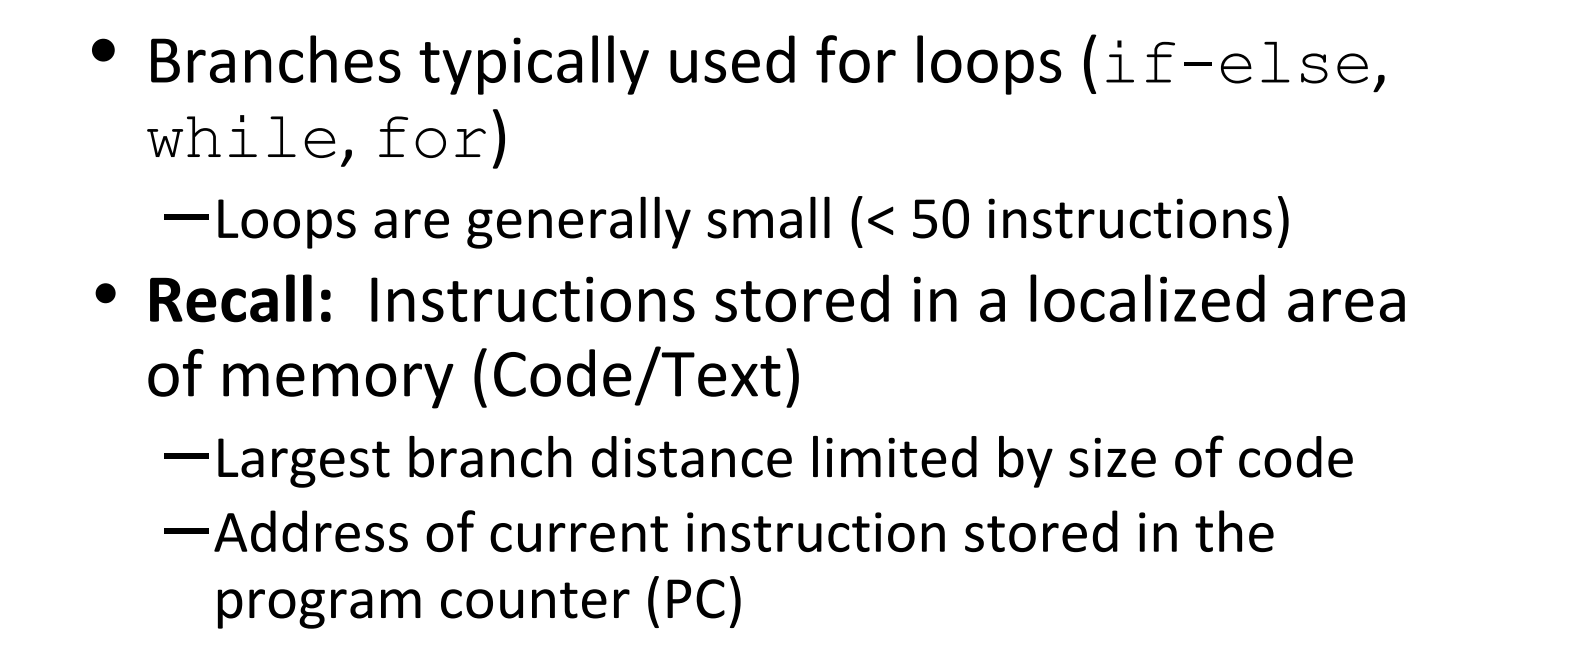 • Branches typically used for loops (if-else,
while, for)
—Loops are generally small (< 50 instructions)
• Recall: Instructions stored in a localized area
of memory (Code/Text)
—Largest branch distance limited by size of code
—Address of current instruction stored in the
program counter (PC)